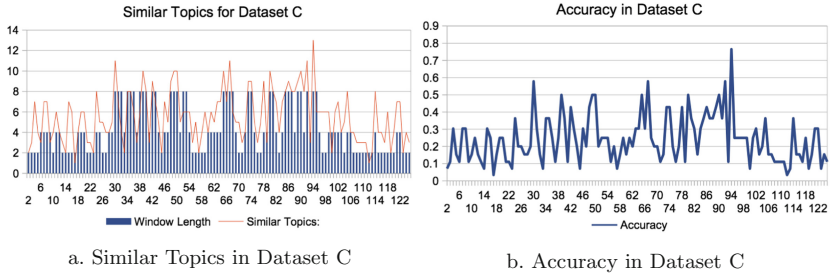 Similar Topics for Dataset C
14
12
10
8
6
4
2
0
6 14 22 30 38 46 54 62 70 78 86 94 102 110 118
2 10 18 26 34 42 50 58 66 74 82 90 98 106 114 122
Window Length Similar Topics:
a. Similar Topics in Dataset C
Accuracy in Dataset C
0.9
0.8
0.7
0.6
0.5
0.4
0.3
0.2
0.1
0
6 14 22 30 38 46 54 62 70 78 86 94 102 110 118
2 10 18 26 34 42 50 58 66 74 82 90 98 106 114 122
Accuracy
b. Accuracy in Dataset C